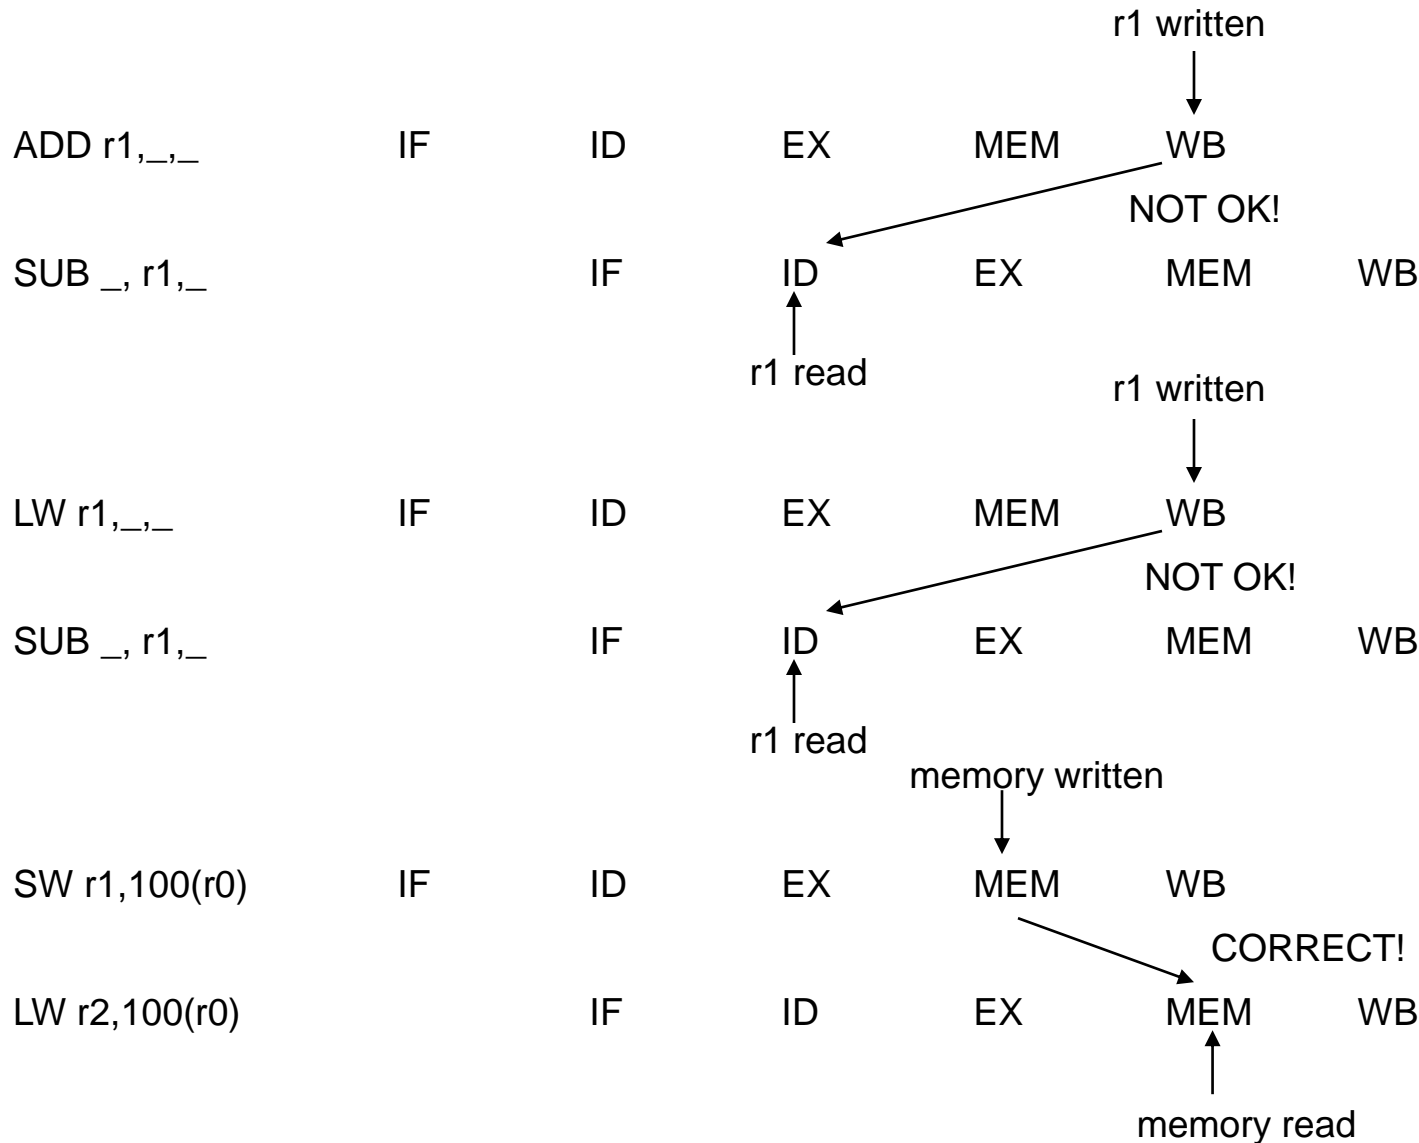 r1 written
ADD r1,_,_ IF ID EX MEM WB
NOT OK!
SUB _, r1,_ IF ID EX MEM WB
r1 read
r1 written
LW r1,_,_ IF ID EX MEM WB
NOT OK!
SUB _, r1,_ IF ID EX MEM WB
r1 read
memory written
SW r1,100(r0) IF ID EX MEM WB
CORRECT!
LW r2,100(r0) IF ID EX MEM WB
memory read